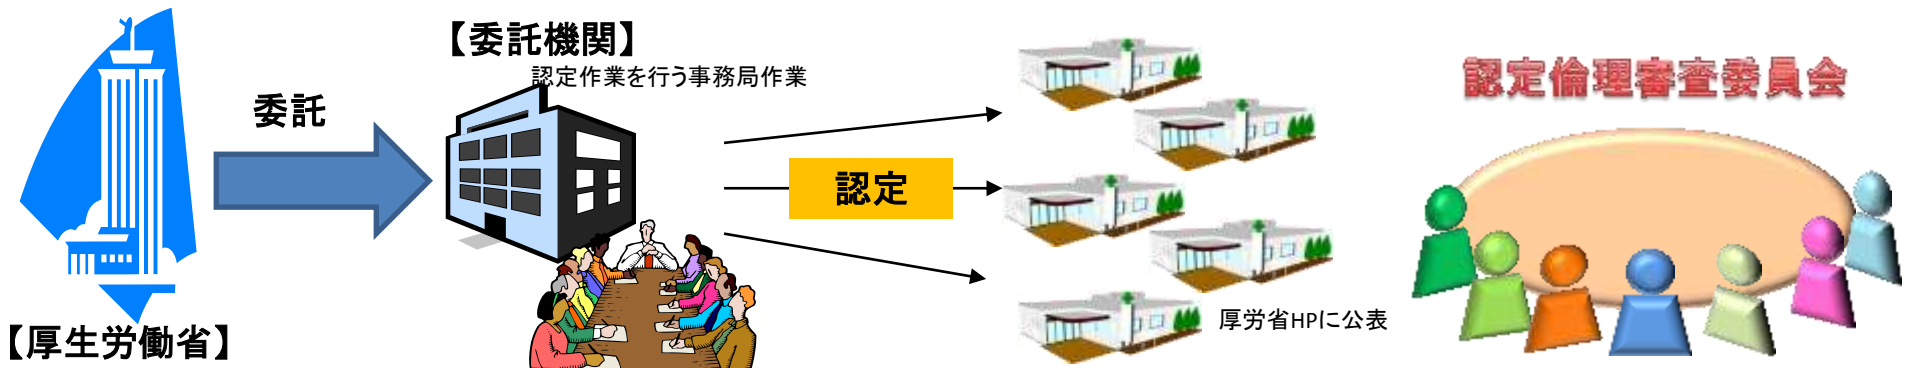 【厚生労働省】
委託
【委託機関】
認定作業を行う事務局作業
認定
厚労省HPに公表
認定倫理審査委員会